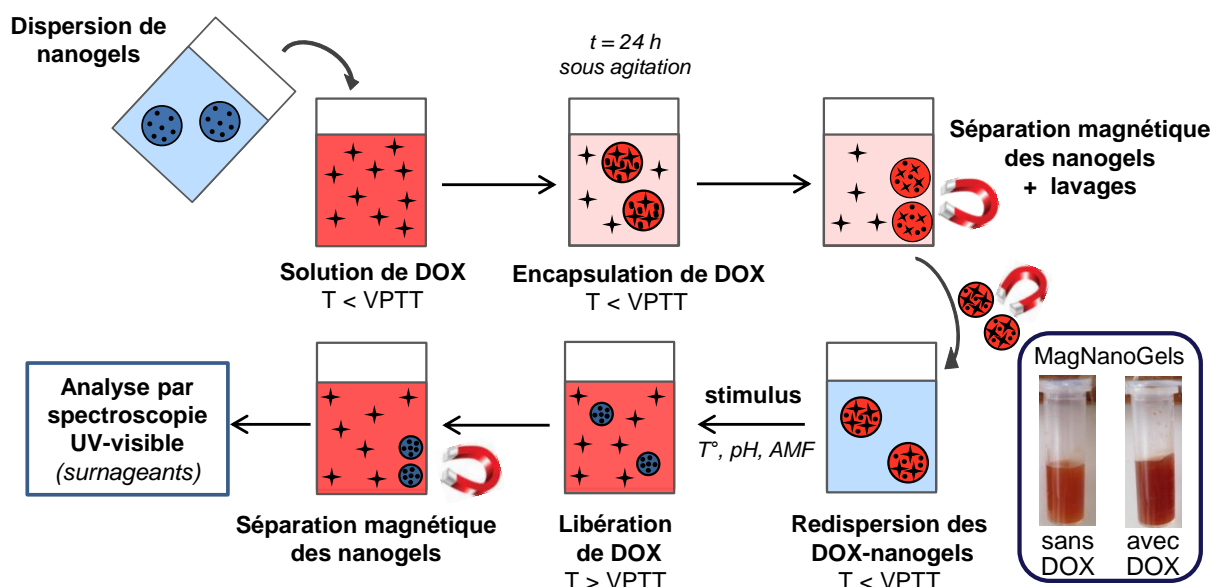 Dispersion de
nanogels
t = 24 h
sous agitation
Séparation magnétique
des nanogels
+ lavages
Solution de DOX
T < VPTT
Encapsulation de DOX
T < VPTT
MagNanoGels
sans
DOX
avec
DOX
Redispersion des
DOX-nanogels
T < VPTT
stimulus
T°, pH, AMF
Libération
de DOX
T > VPTT
Séparation magnétique
des nanogels
Analyse par
spectroscopie
UV-visible
(surnageants)